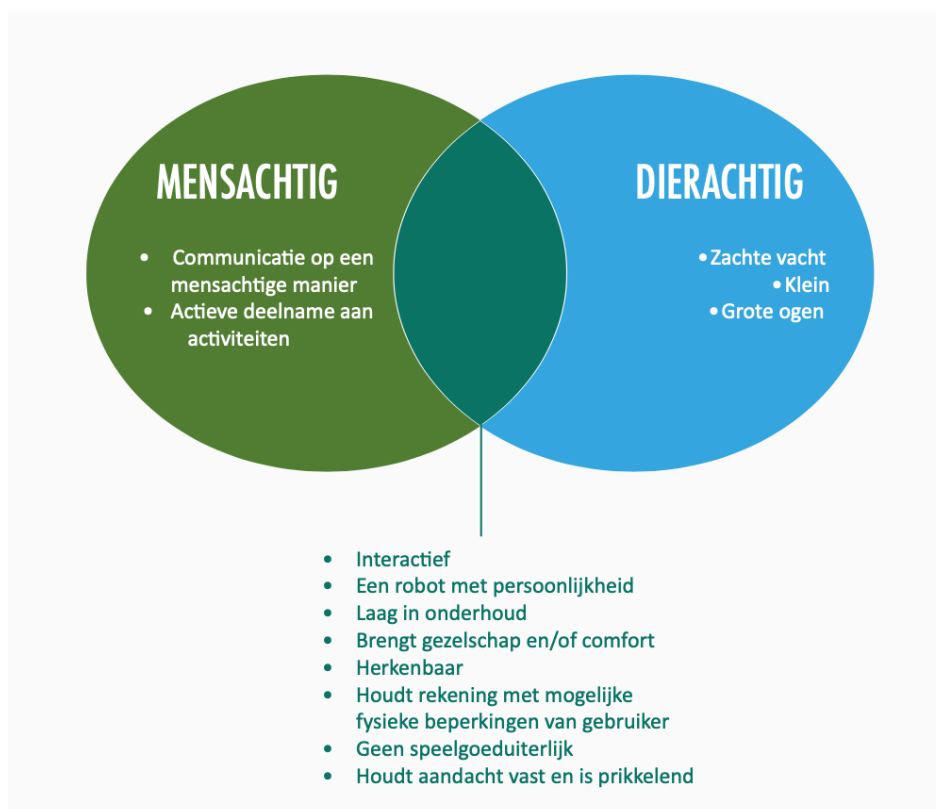 MENSACHTIG
• Communicatie op een
mensachtige manier
• Actieve deelname aan
activiteiten
DIERACHTIG
• Zachte vacht
• Klein
• Grote ogen
• Interactief
• Een robot met persoonlijkheid
• Laag in onderhoud
• Brengt gezelschap en/of comfort
• Herkenbaar
• Houdt rekening met mogelijke
fysieke beperkingen van gebruiker
• Geen speelgoeduiterlijk
• Houdt aandacht vast en is prikkelend